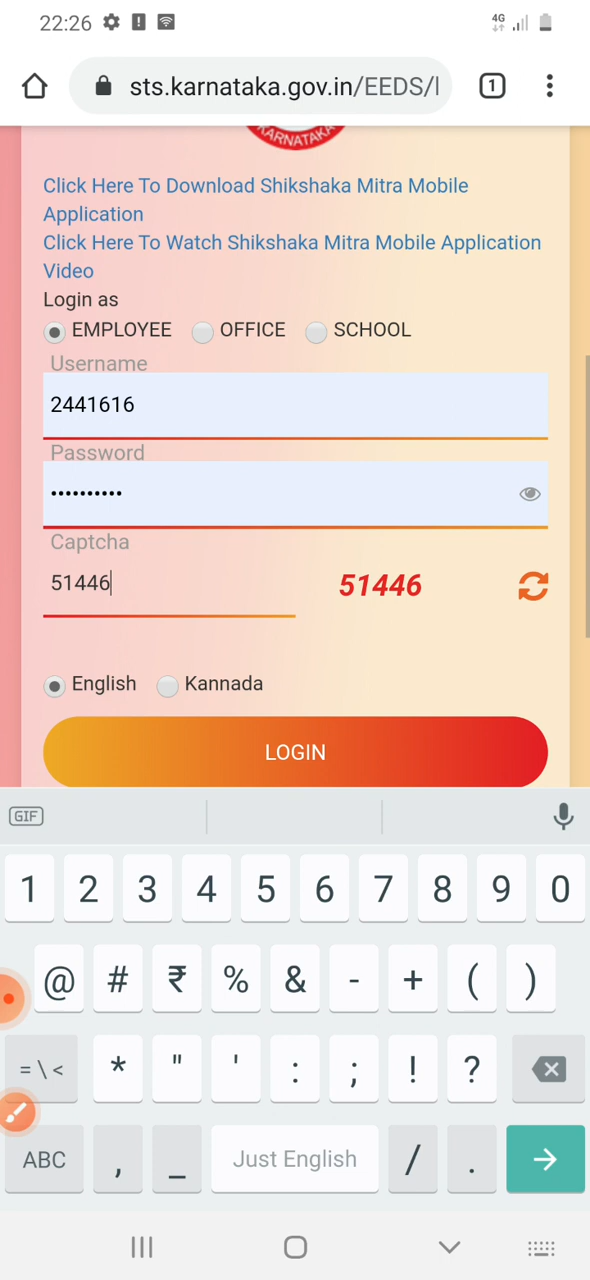 22:26
4G
1
sts.karnataka.gov.in/EEDS/l
KARNATAKA
Click Here To Download Shikshaka Mitra Mobile
Application
Click Here To Watch Shikshaka Mitra Mobile Application
Video
Login as
EMPLOYEE OFFICE SCHOOL
Username
2441616
Password
••••••••••
Captcha
51446 51446
English Kannada
LOGIN
GIF
1 2 3 4 5 6 7 8 9 0
@ # ₹ % & - + ( )
= \ < * " ' : ; ! ?
ABC , _ Just English / .